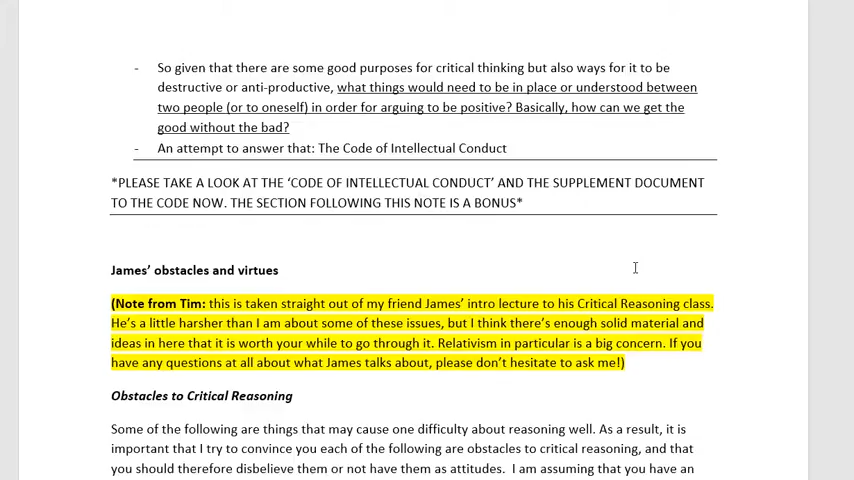 - So given that there are some good purposes for critical thinking but also ways for it to be
destructive or anti-productive, what things would need to be in place or understood between
two people (or to oneself) in order for arguing to be positive? Basically, how can we get the
good without the bad?
- An attempt to answer that: The Code of Intellectual Conduct
*PLEASE TAKE A LOOK AT THE ‘CODE OF INTELLECTUAL CONDUCT’ AND THE SUPPLEMENT DOCUMENT
TO THE CODE NOW. THE SECTION FOLLOWING THIS NOTE IS A BONUS*
James’ obstacles and virtues
(Note from Tim: this is taken straight out of my friend James’ intro lecture to his Critical Reasoning class.
He’s a little harsher than I am about some of these issues, but I think there’s enough solid material and
ideas in here that it is worth your while to go through it. Relativism in particular is a big concern. If you
have any questions at all about what James talks about, please don’t hesitate to ask me!)
Obstacles to Critical Reasoning
Some of the following are things that may cause one difficulty about reasoning well. As a result, it is
important that I try to convince you each of the following are obstacles to critical reasoning, and that
you should therefore disbelieve them or not have them as attitudes. I am assuming that you have an